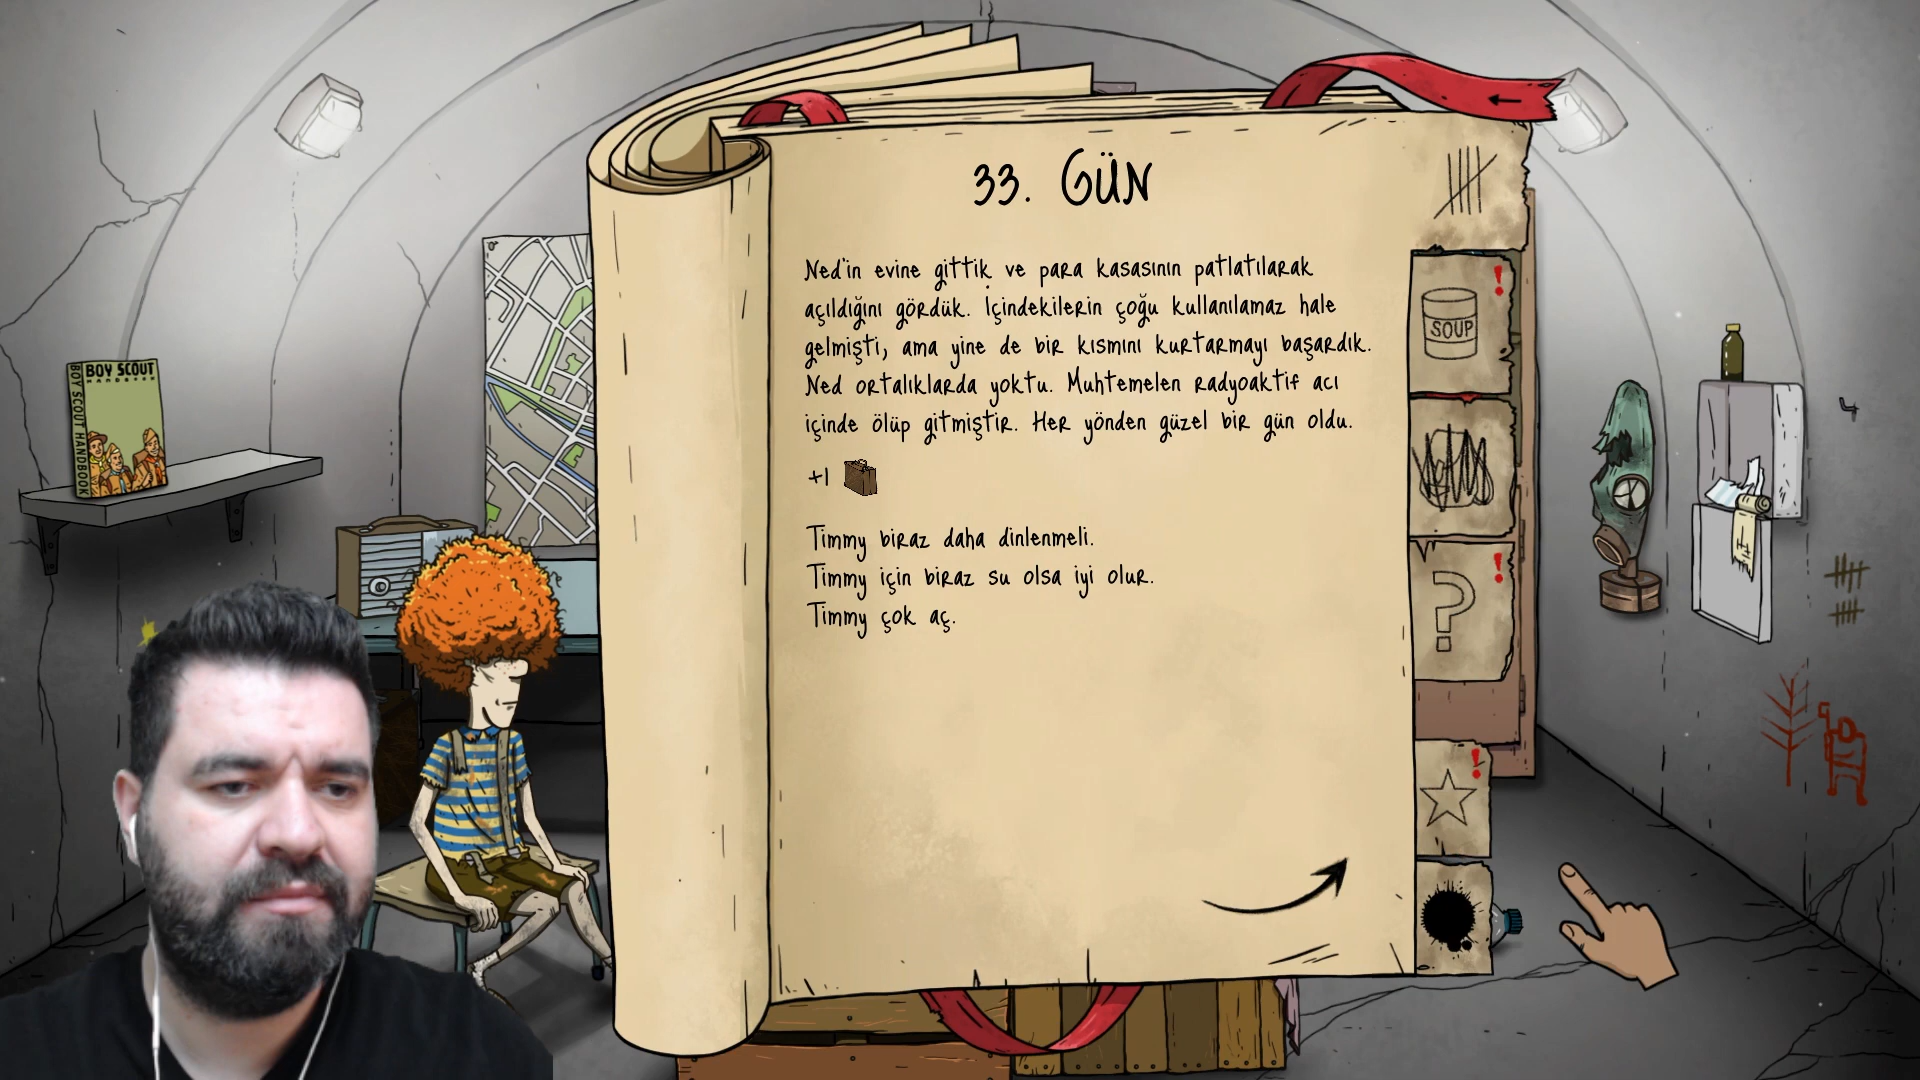 33. GÜN
Ned'in evine gittik ve para kasasının patlatılarak
açıldığını gördük. İçindekilerin çoğu kullanılamaz hale
gelmişti, ama yine de bir kısmını kurtarmayı başardık.
Ned ortalıklarda yoktu. Muhtemelen radyoaktif acı
içinde ölüp gitmiştir. Her yönden güzel bir gün oldu.
+1
Timmy biraz daha dinlenmeli.
Timmy için biraz su olsa iyi olur.
Timmy çok aç.
SOUP
!
!
?
!
BOY SCOUT
HANDBOOK
BOY SCOUT HANDBOOK